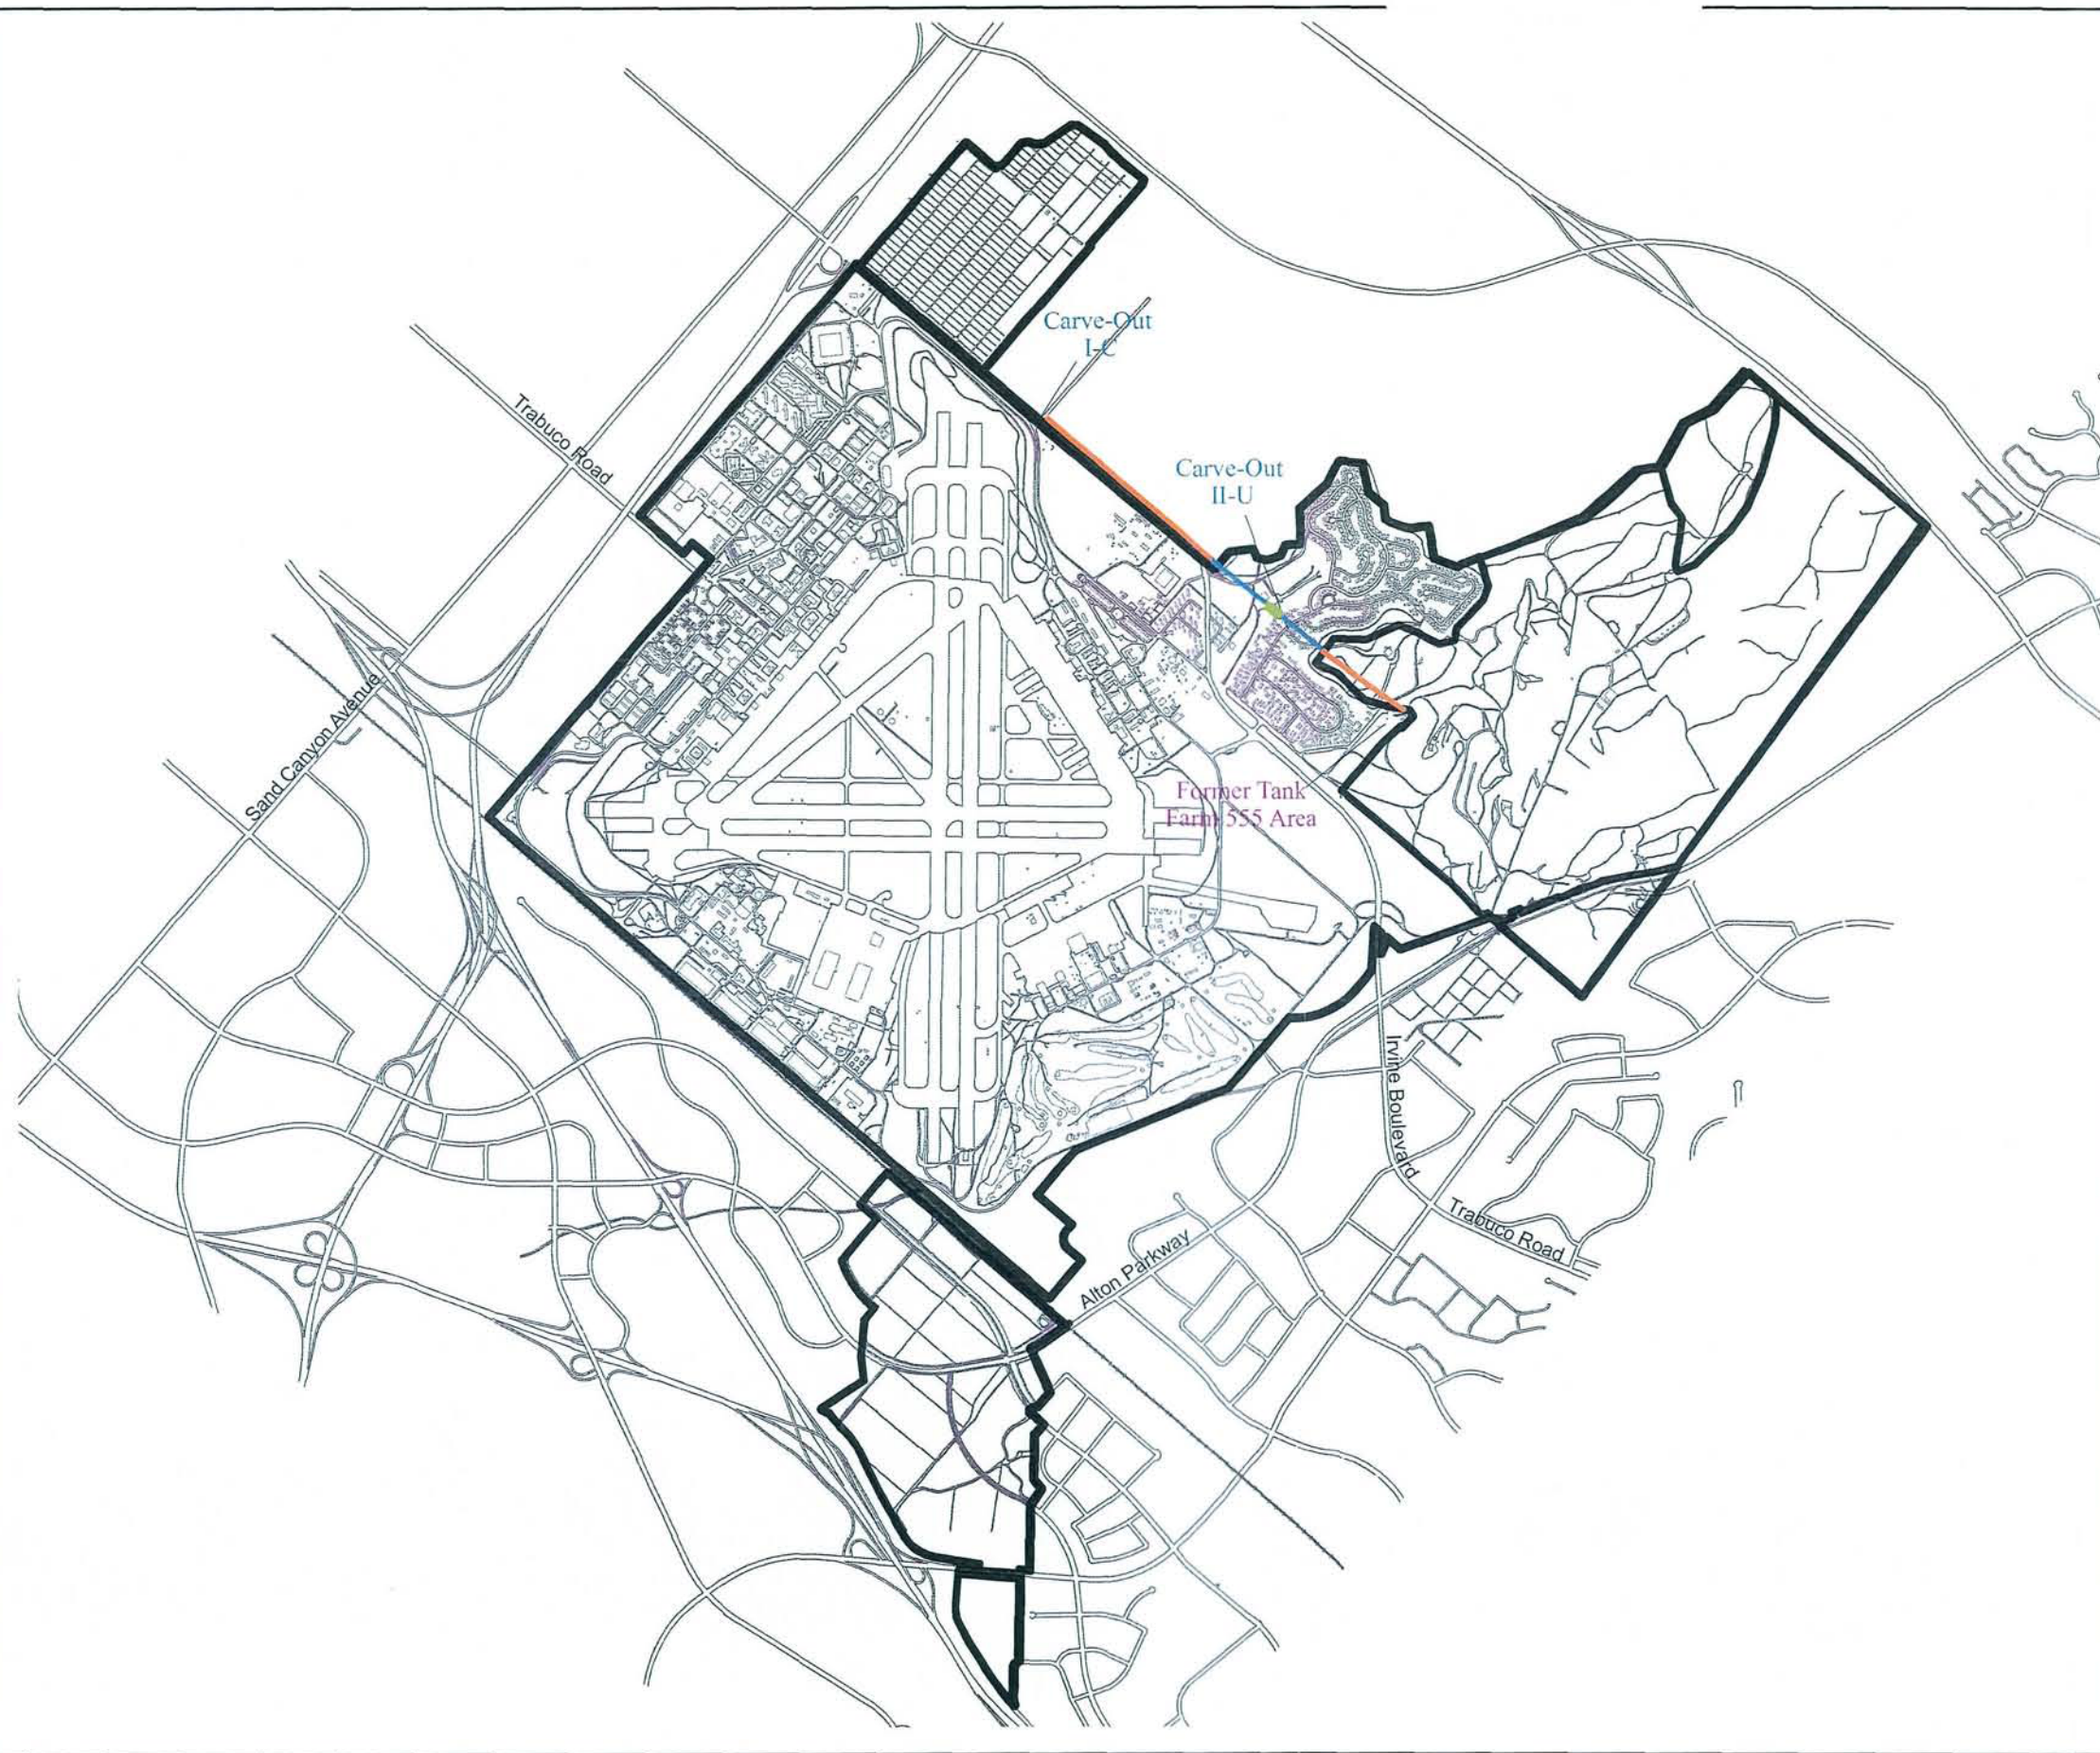 Carve-Out
I-C
Trabuco Road
Carve-Out
II-U
Sand Canyon Avenue
Former Tank
Farm 555 Area
Irvine Boulevard
Trabuco Road
Alton Parkway